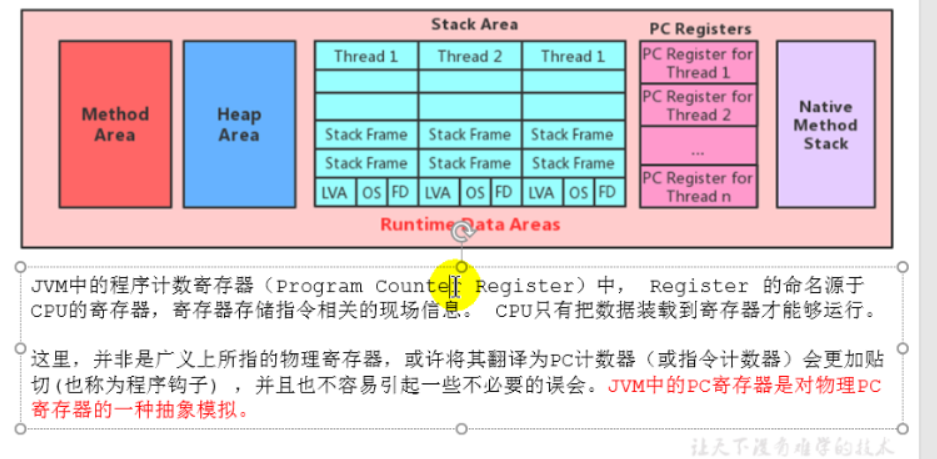 Stack Area
PC Registers
Method Area
Heap Area
Thread 1
Thread 2
Thread 1
Stack Frame
Stack Frame
Stack Frame
Stack Frame
Stack Frame
Stack Frame
LVA OS FD
LVA OS FD
LVA OS FD
PC Register for Thread 1
PC Register for Thread 2
...
PC Register for Thread n
Native Method Stack
Runtime Data Areas
JVM中的程序计数寄存器（Program Counter Register）中， Register 的命名源于
CPU的寄存器，寄存器存储指令相关的现场信息。 CPU只有把数据装载到寄存器才能够运行。
这里，并非是广义上所指的物理寄存器，或许将其翻译为PC计数器（或指令计数器）会更加贴
切(也称为程序钩子) ，并且也不容易引起一些不必要的误会。JVM中的PC寄存器是对物理PC
寄存器的一种抽象模拟。
让天下没有难学的技术